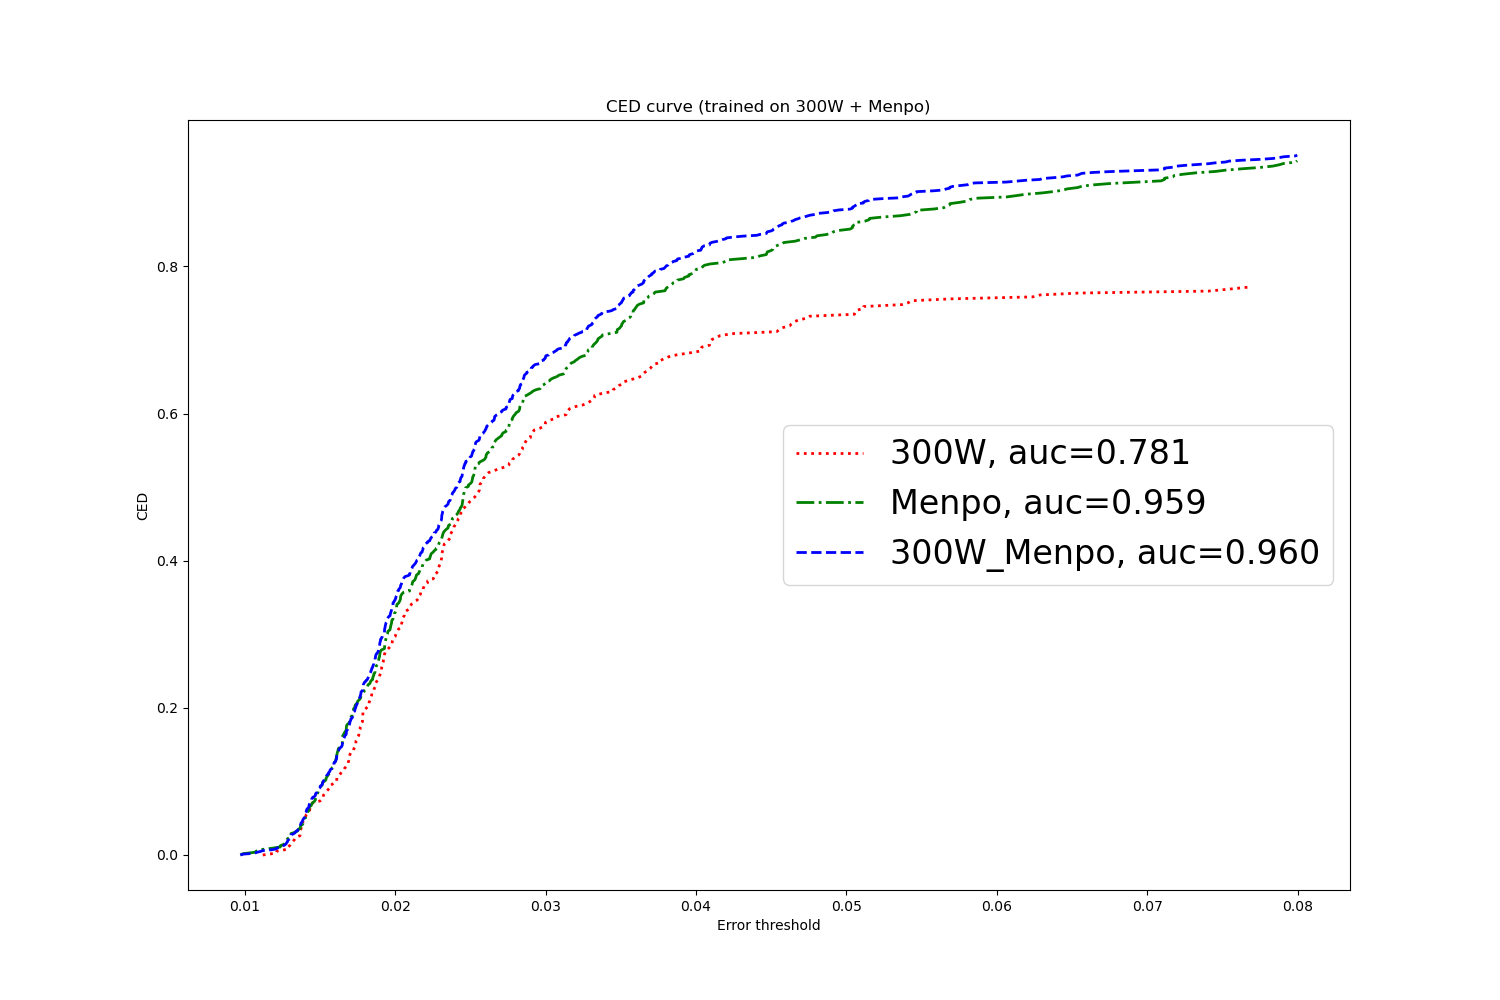 CED curve (trained on 300W + Menpo)
CED
0.8
0.6
0.4
0.2
0.0
300W, auc=0.781
Menpo, auc=0.959
300W_Menpo, auc=0.960
0.01 0.02 0.03 0.04 0.05 0.06 0.07 0.08
Error threshold